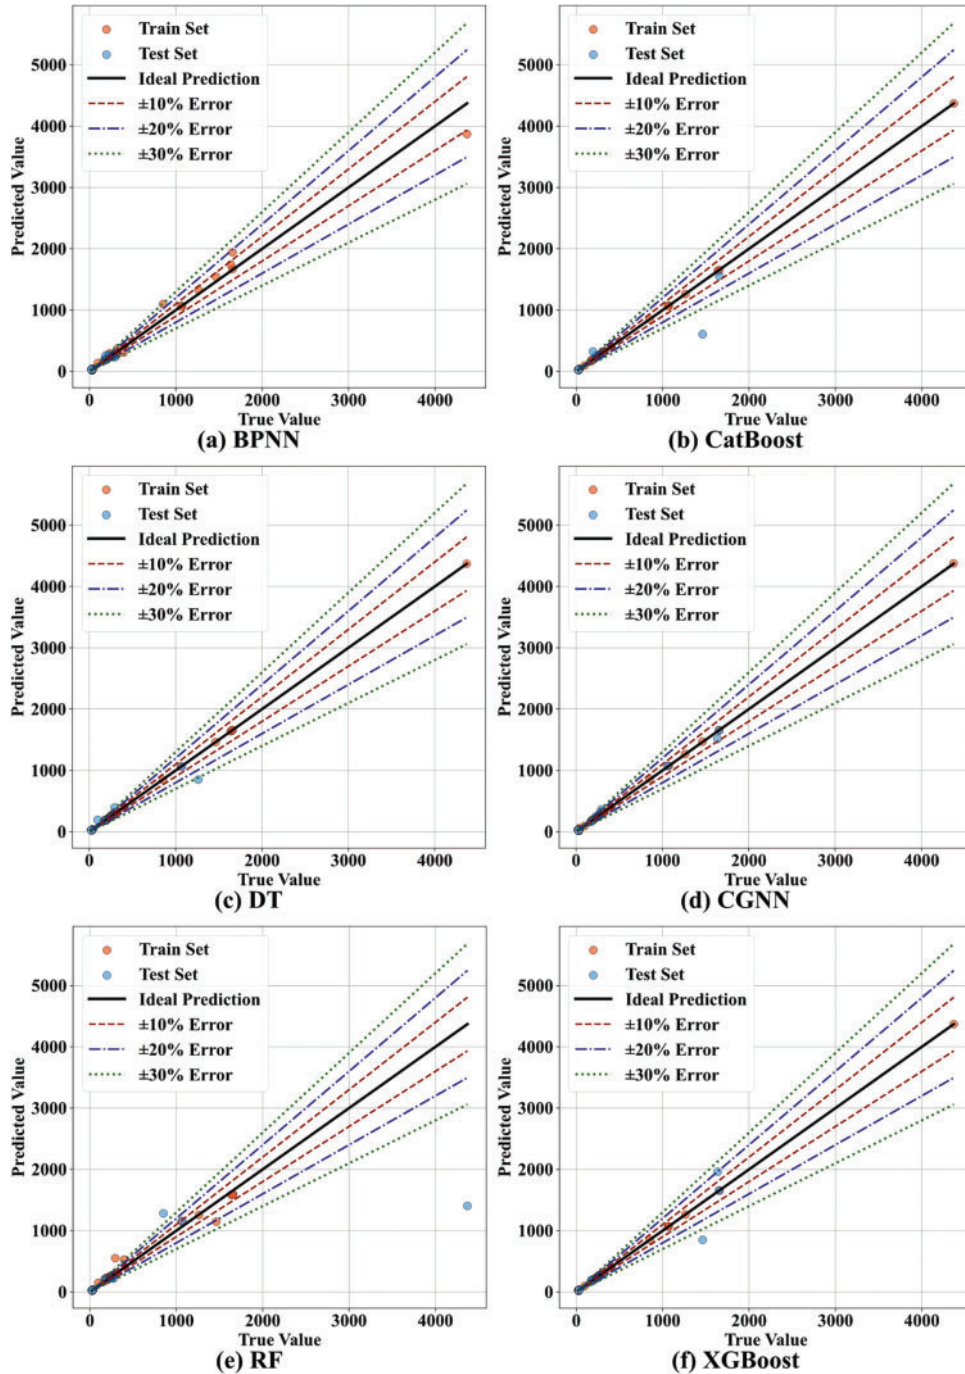 Train Set
Test Set
Ideal Prediction
±10% Error
±20% Error
±30% Error
5000
4000
3000
2000
1000
0
Predicted Value
0 1000 2000 3000 4000
True Value
(a) BPNN
Train Set
Test Set
Ideal Prediction
±10% Error
±20% Error
±30% Error
5000
4000
3000
2000
1000
0
Predicted Value
0 1000 2000 3000 4000
True Value
(b) CatBoost
Train Set
Test Set
Ideal Prediction
±10% Error
±20% Error
±30% Error
5000
4000
3000
2000
1000
0
Predicted Value
0 1000 2000 3000 4000
True Value
(c) DT
Train Set
Test Set
Ideal Prediction
±10% Error
±20% Error
±30% Error
5000
4000
3000
2000
1000
0
Predicted Value
0 1000 2000 3000 4000
True Value
(d) CGNN
Train Set
Test Set
Ideal Prediction
±10% Error
±20% Error
±30% Error
5000
4000
3000
2000
1000
0
Predicted Value
0 1000 2000 3000 4000
True Value
(e) RF
Train Set
Test Set
Ideal Prediction
±10% Error
±20% Error
±30% Error
5000
4000
3000
2000
1000
0
Predicted Value
0 1000 2000 3000 4000
True Value
(f) XGBoost